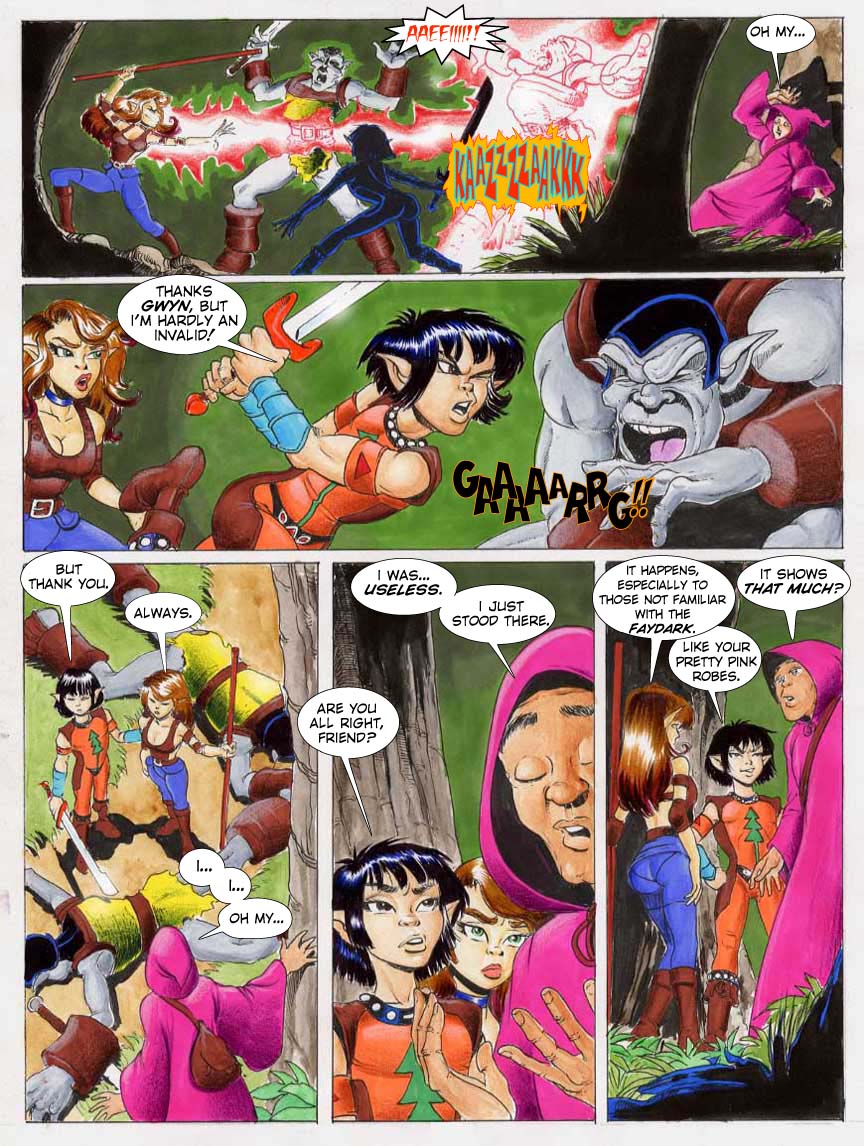 AAEEIIII!!
OH MY...
KAAZZZZAAKKK
THANKS
GWYN, BUT
I'M HARDLY AN
INVALID!
GAAAAARRG!!
BUT
THANK YOU.
ALWAYS.
I...
I...
OH MY...
I WAS...
USELESS.
I JUST
STOOD THERE.
ARE YOU
ALL RIGHT,
FRIEND?
IT HAPPENS,
ESPECIALLY TO
THOSE NOT FAMILIAR
WITH THE
FAYDARK.
LIKE YOUR
PRETTY PINK
ROBES.
IT SHOWS
THAT MUCH?